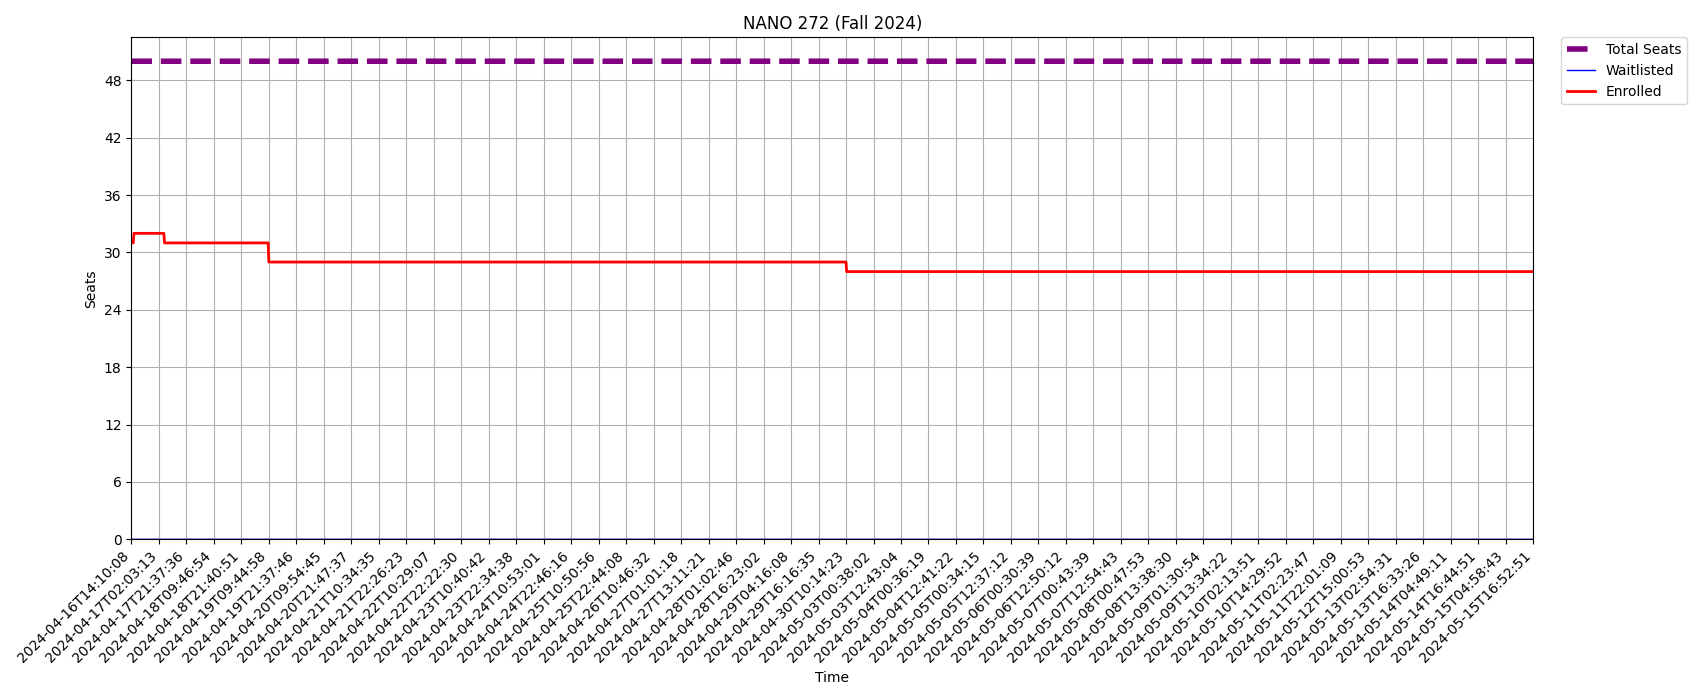 NANO 272 (Fall 2024)
Total Seats
Waitlisted
Enrolled
Seats
48
42
36
30
24
18
12
6
0
2024-04-16T14:10:08
2024-04-17T02:03:13
2024-04-17T21:37:36
2024-04-18T09:46:54
2024-04-18T21:40:51
2024-04-19T09:44:58
2024-04-19T21:37:46
2024-04-20T09:54:45
2024-04-20T21:47:37
2024-04-21T10:34:35
2024-04-21T22:26:23
2024-04-22T10:29:07
2024-04-22T22:22:30
2024-04-23T10:40:42
2024-04-23T22:34:38
2024-04-24T10:53:01
2024-04-24T22:46:16
2024-04-25T10:50:56
2024-04-25T22:44:08
2024-04-26T10:46:32
2024-04-27T01:01:18
2024-04-27T13:11:21
2024-04-28T01:02:46
2024-04-28T16:23:02
2024-04-29T04:16:08
2024-04-29T16:16:35
2024-04-30T10:14:23
2024-05-03T00:38:02
2024-05-03T12:43:04
2024-05-04T00:36:19
2024-05-04T12:41:22
2024-05-05T00:34:15
2024-05-05T12:37:12
2024-05-06T00:30:39
2024-05-06T12:50:12
2024-05-07T00:43:39
2024-05-07T12:54:43
2024-05-08T00:47:53
2024-05-08T13:38:30
2024-05-09T01:30:54
2024-05-09T13:34:22
2024-05-10T02:13:51
2024-05-10T14:29:52
2024-05-11T02:23:47
2024-05-11T22:01:09
2024-05-12T15:00:53
2024-05-13T02:54:31
2024-05-13T16:33:26
2024-05-14T04:49:11
2024-05-14T16:44:51
2024-05-15T04:58:43
2024-05-15T16:52:51
Time